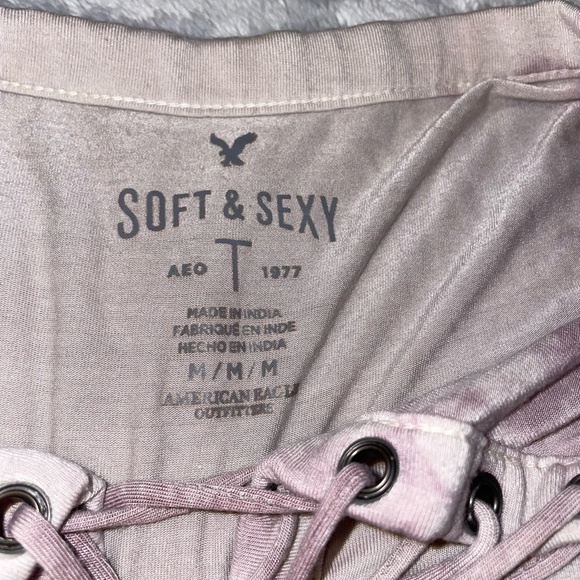 SOFT & SEXY
AEO T 1977
MADE IN INDIA
FABRIQUÉ EN INDE
HECHO EN INDIA
M/M/M
AMERICAN EAGLE
OUTFITTERS